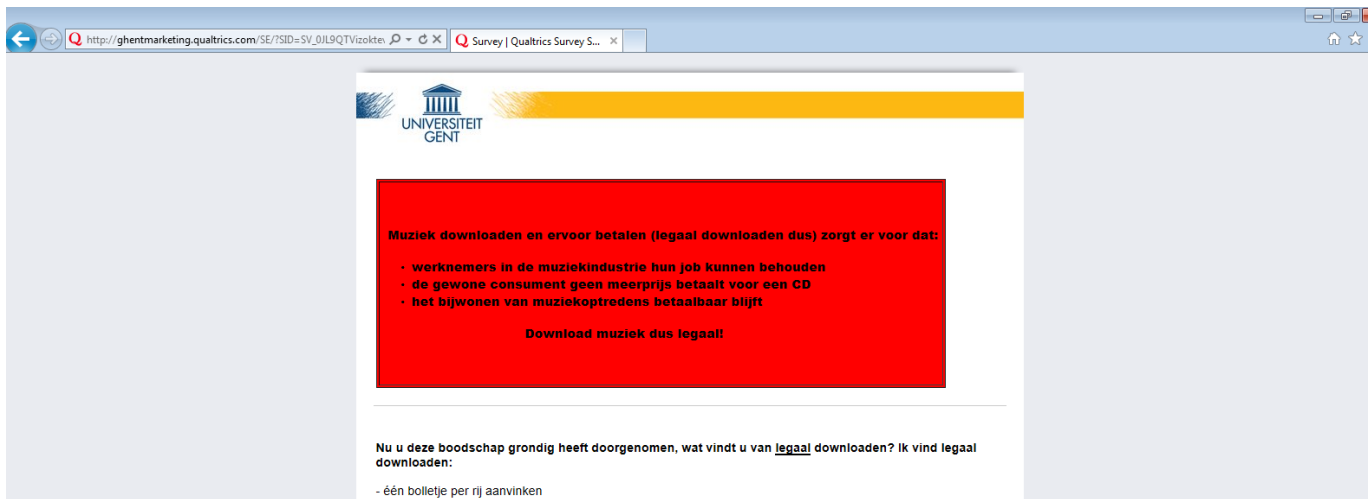 http://ghentmarketing.qualtrics.com/SE/?SID=SV_0JL9QTVizokte
Survey | Qualtrics Survey S...
UNIVERSITEIT
GENT
Muziek downloaden en ervoor betalen (legaal downloaden dus) zorgt er voor dat:
· werknemers in de muziekindustrie hun job kunnen behouden
· de gewone consument geen meerprijs betaalt voor een CD
· het bijwonen van muziekoptredens betaalbaar blijft
Download muziek dus legaal!
Nu u deze boodschap grondig heeft doorgenomen, wat vindt u van legaal downloaden? Ik vind legaal
downloaden:
- één bolletje per rij aanvinken